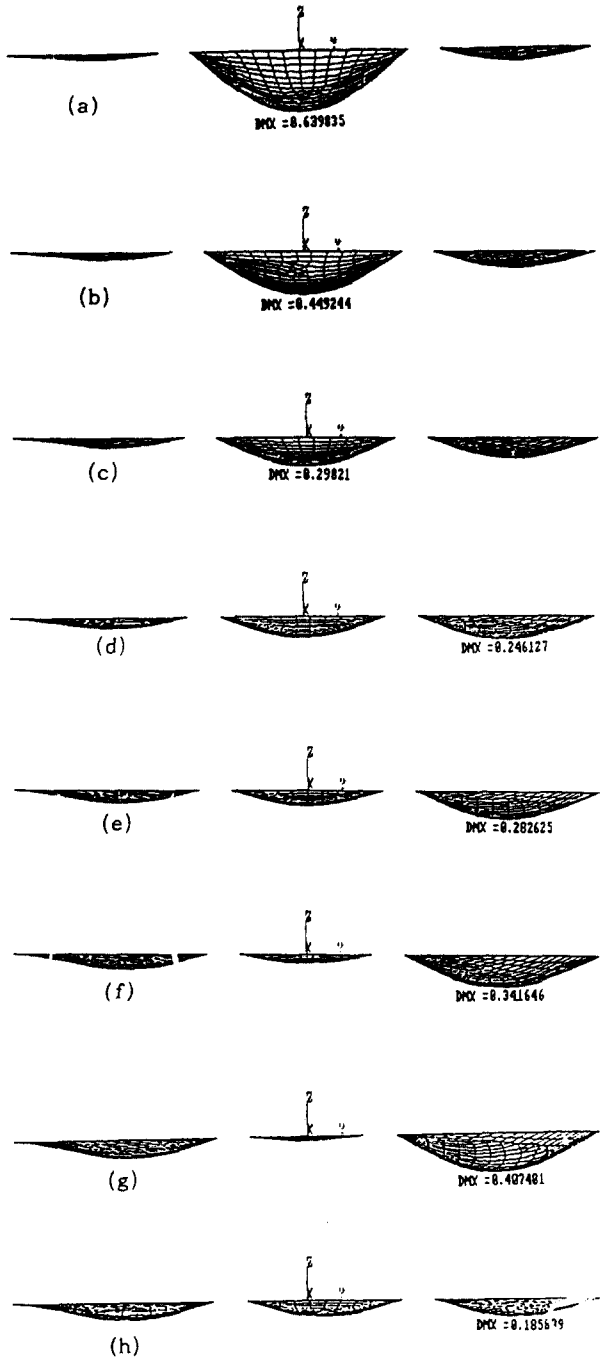 Z
(a)
DMX =0.639835
Z
(b)
DMX =0.449244
Z
X
(c)
DMX =0.29821
Z
X
(d)
DMX =0.246127
Z
X
(e)
DMX =0.282625
Z
X
(f)
DMX =0.341646
Z
X
(g)
DMX =0.407401
Z
X
(h)